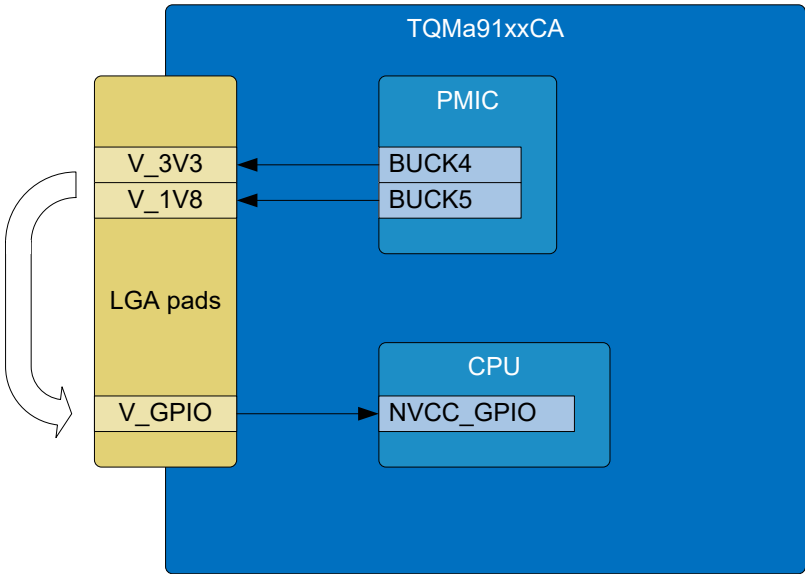 TQMa91xxCA
PMIC
V_3V3
BUCK4
V_1V8
BUCK5
LGA pads
CPU
V_GPIO
NVCC_GPIO